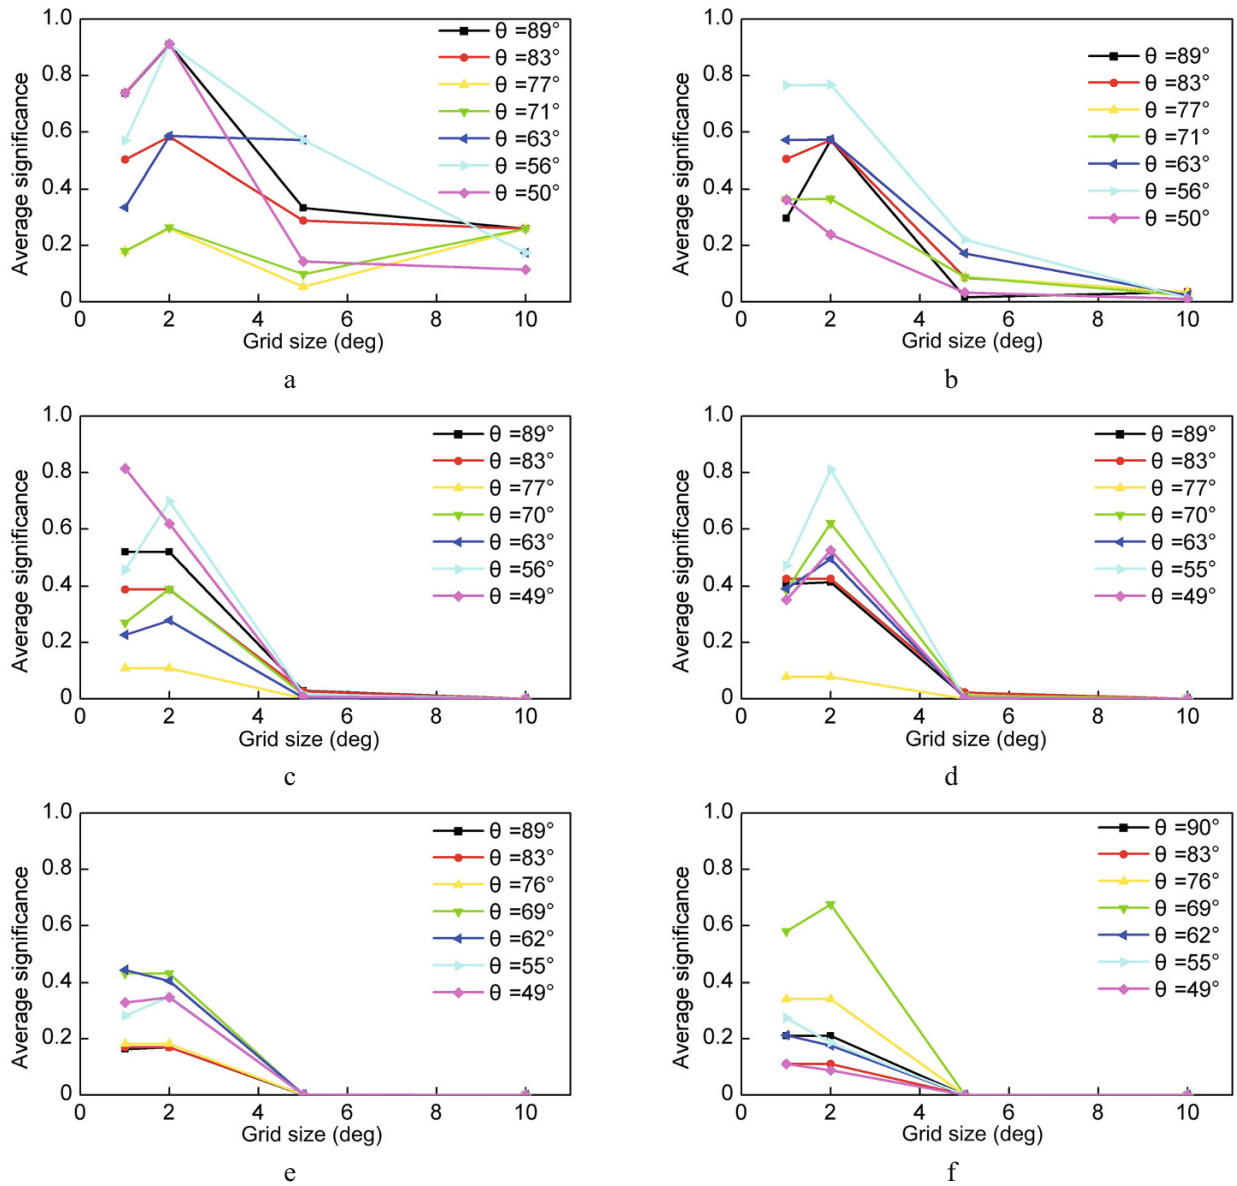 1.0
0.8
0.6
0.4
0.2
0
Average significance
0 2 4 6 8 10
Grid size (deg)
θ =89°
θ =83°
θ =77°
θ =71°
θ =63°
θ =56°
θ =50°
a
1.0
0.8
0.6
0.4
0.2
0
Average significance
0 2 4 6 8 10
Grid size (deg)
θ =89°
θ =83°
θ =77°
θ =71°
θ =63°
θ =56°
θ =50°
b
1.0
0.8
0.6
0.4
0.2
0
Average significance
0 2 4 6 8 10
Grid size (deg)
θ =89°
θ =83°
θ =77°
θ =70°
θ =63°
θ =56°
θ =49°
c
1.0
0.8
0.6
0.4
0.2
0
Average significance
0 2 4 6 8 10
Grid size (deg)
θ =89°
θ =83°
θ =77°
θ =70°
θ =63°
θ =55°
θ =49°
d
1.0
0.8
0.6
0.4
0.2
0
Average significance
0 2 4 6 8 10
Grid size (deg)
θ =89°
θ =83°
θ =76°
θ =69°
θ =62°
θ =55°
θ =49°
e
1.0
0.8
0.6
0.4
0.2
0
Average significance
0 2 4 6 8 10
Grid size (deg)
θ =90°
θ =83°
θ =76°
θ =69°
θ =62°
θ =55°
θ =49°
f